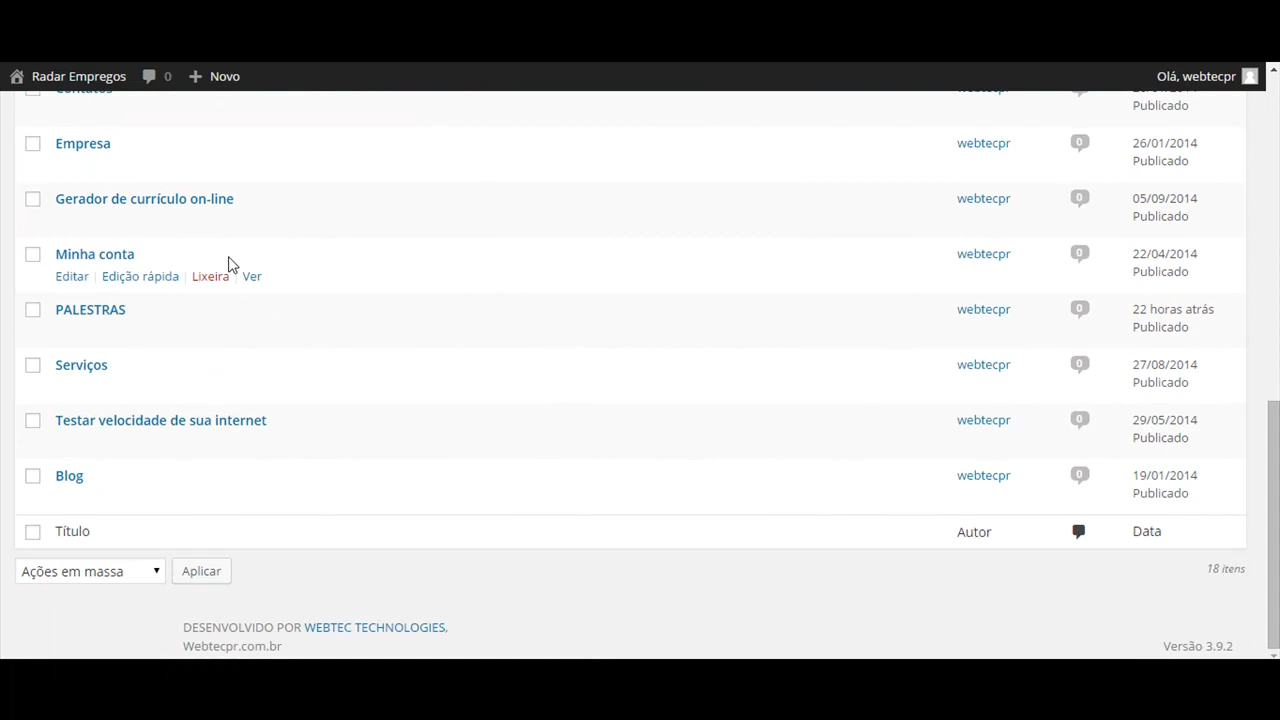 Radar Empregos 0 Novo Olá, webtecpr
Contatos webtecpr
Publicado
Empresa webtecpr 0 26/01/2014
Publicado
Gerador de currículo on-line webtecpr 0 05/09/2014
Publicado
Minha conta webtecpr 0 22/04/2014
Editar | Edição rápida | Lixeira | Ver Publicado
PALESTRAS webtecpr 0 22 horas atrás
Publicado
Serviços webtecpr 0 27/08/2014
Publicado
Testar velocidade de sua internet webtecpr 0 29/05/2014
Publicado
Blog webtecpr 0 19/01/2014
Publicado
Título Autor Data
Ações em massa Aplicar 18 itens
DESENVOLVIDO POR WEBTEC TECHNOLOGIES.
Webtecpr.com.br Versão 3.9.2